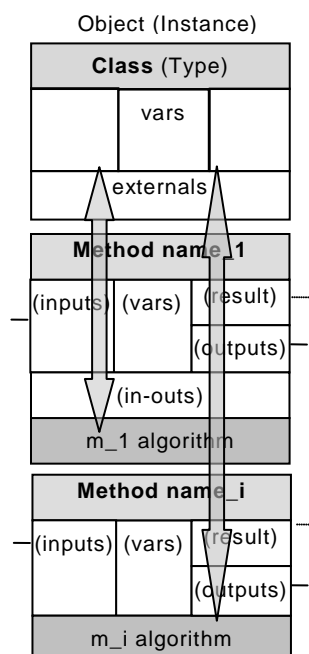 Object (Instance)
Class (Type)
vars
externals
Method name_1
(inputs) (vars) (result)
(outputs)
(in-outs)
m_1 algorithm
Method name_i
(inputs) (vars) (result)
(outputs)
m_i algorithm